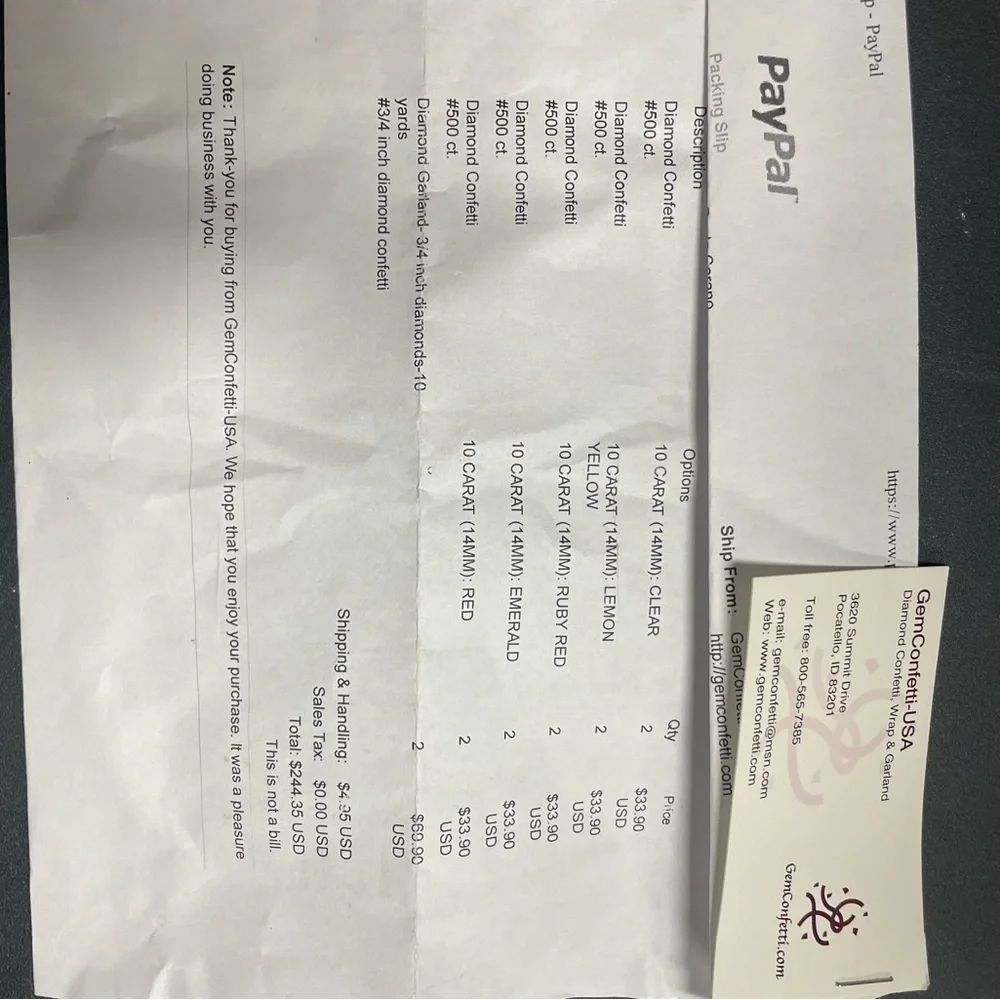 p - PayPal
https://www.
PayPal™
Packing Slip
Ship From: GemConfetti
http://gemconfetti.com
Description Options Qty Price
Diamond Confetti 10 CARAT (14MM): CLEAR 2 $33.90
#500 ct. USD
Diamond Confetti 10 CARAT (14MM): LEMON 2 $33.90
#500 ct. YELLOW USD
Diamond Confetti 10 CARAT (14MM): RUBY RED 2 $33.90
#500 ct. USD
Diamond Confetti 10 CARAT (14MM): EMERALD 2 $33.90
#500 ct. USD
Diamond Confetti 10 CARAT (14MM): RED 2 $33.90
#500 ct. USD
Diamond Garland- 3/4 inch diamonds-10 2 $69.90
yards USD
#3/4 inch diamond confetti
Shipping & Handling: $4.95 USD
Sales Tax: $0.00 USD
Total: $244.35 USD
This is not a bill.
Note: Thank-you for buying from GemConfetti-USA. We hope that you enjoy your purchase. It was a pleasure
doing business with you.
GemConfetti-USA
Diamond Confetti, Wrap & Garland
3620 Summit Drive
Pocatello, ID 83201
Toll free: 800-565-7385
e-mail: gemconfetti@msn.com
Web: www.gemconfetti.com
GemConfetti.com